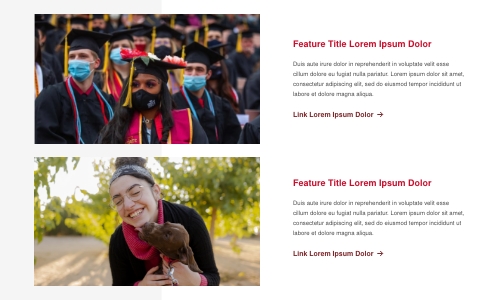 Feature Title Lorem Ipsum Dolor
Duis aute irure dolor in reprehenderit in voluptate velit esse
cillum dolore eu fugiat nulla pariatur. Lorem ipsum dolor sit amet,
consectetur adipiscing elit, sed do eiusmod tempor incididunt ut
labore et dolore magna aliqua.
Link Lorem Ipsum Dolor →
Feature Title Lorem Ipsum Dolor
Duis aute irure dolor in reprehenderit in voluptate velit esse
cillum dolore eu fugiat nulla pariatur. Lorem ipsum dolor sit amet,
consectetur adipiscing elit, sed do eiusmod tempor incididunt ut
labore et dolore magna aliqua.
Link Lorem Ipsum Dolor →